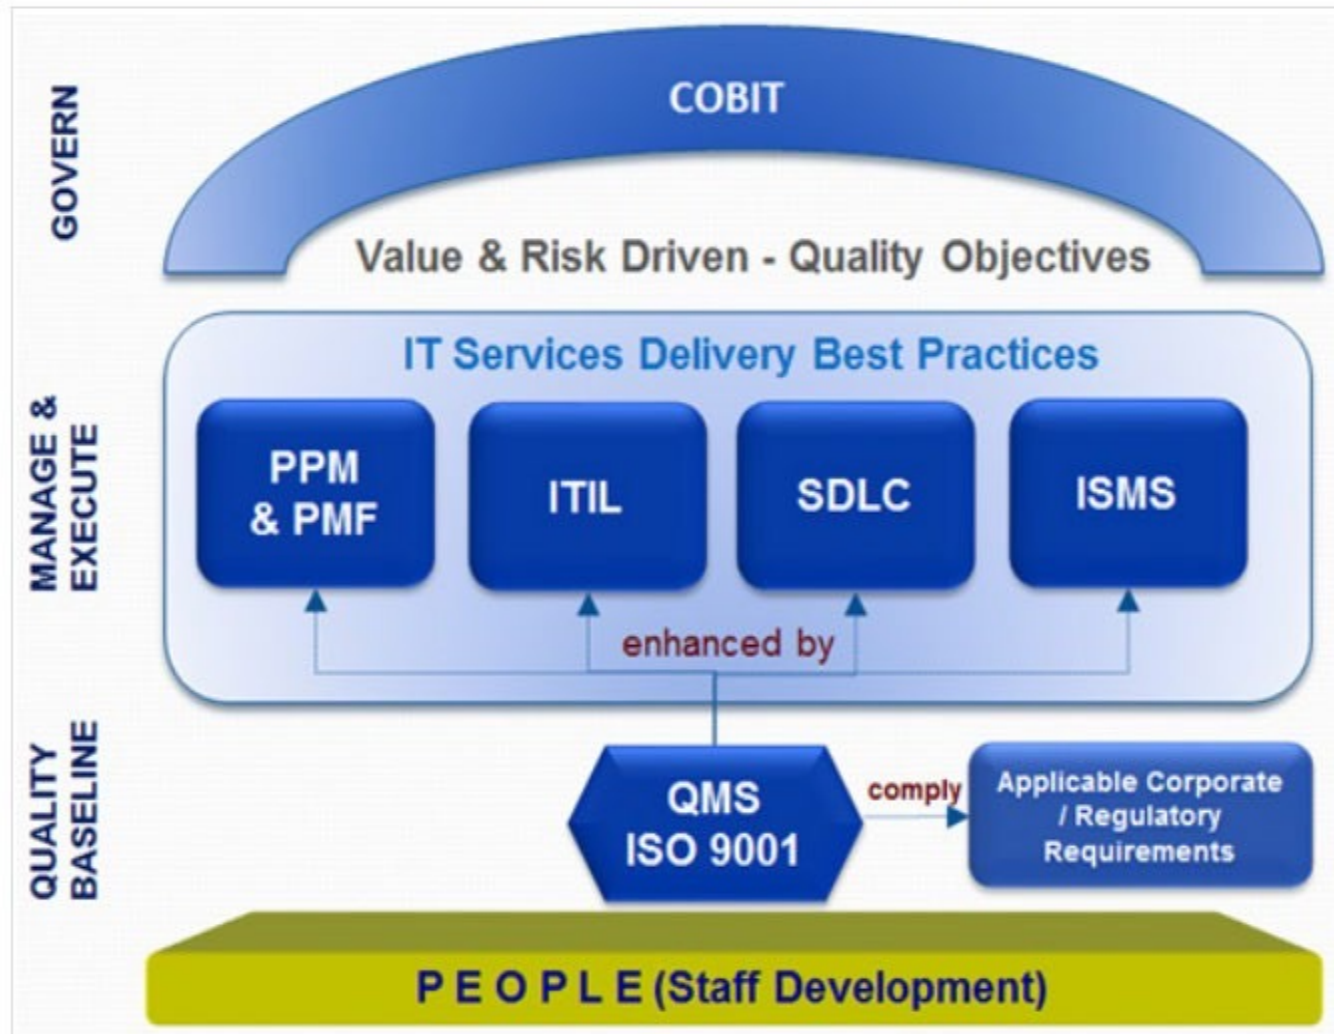 GOVERN
COBIT
Value & Risk Driven - Quality Objectives
MANAGE &
EXECUTE
IT Services Delivery Best Practices
PPM
& PMF
ITIL
SDLC
ISMS
enhanced by
QUALITY
BASELINE
QMS
ISO 9001
comply
Applicable Corporate
/ Regulatory
Requirements
P E O P L E (Staff Development)